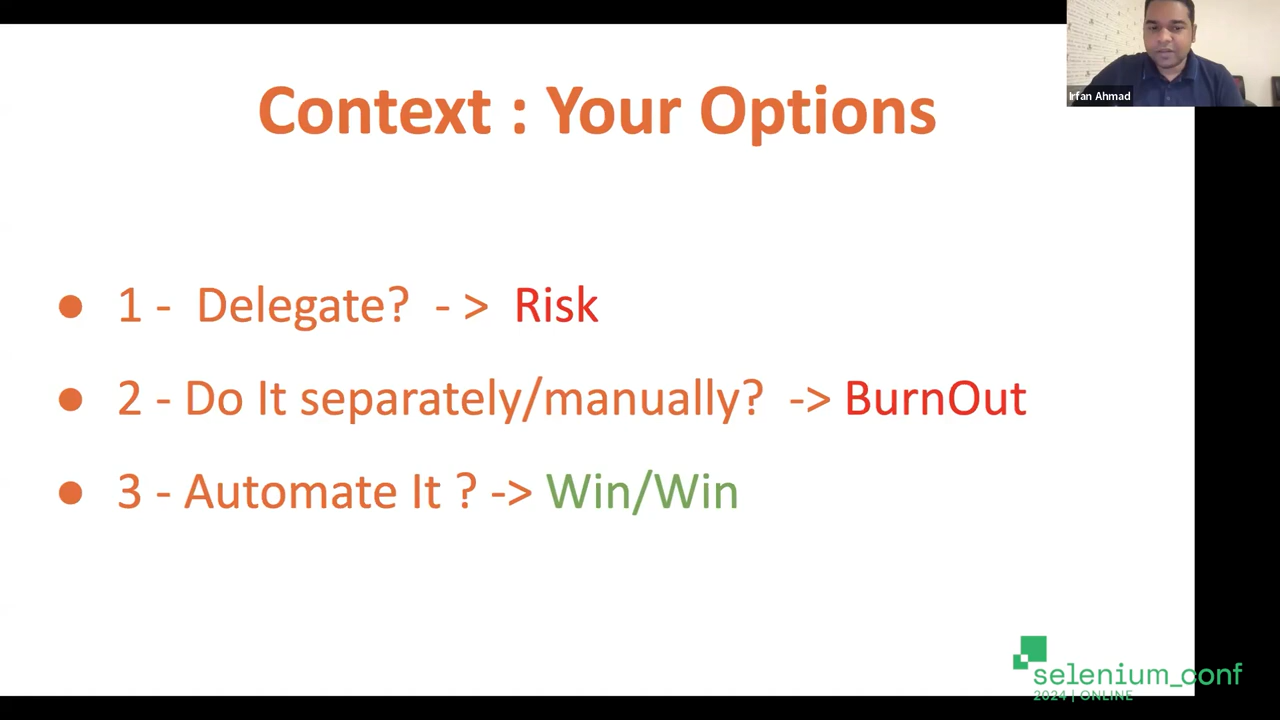 Irfan Ahmad
Context : Your Options
● 1 - Delegate? - > Risk
● 2 - Do It separately/manually? -> BurnOut
● 3 - Automate It ? -> Win/Win
selenium_conf
2024 | ONLINE